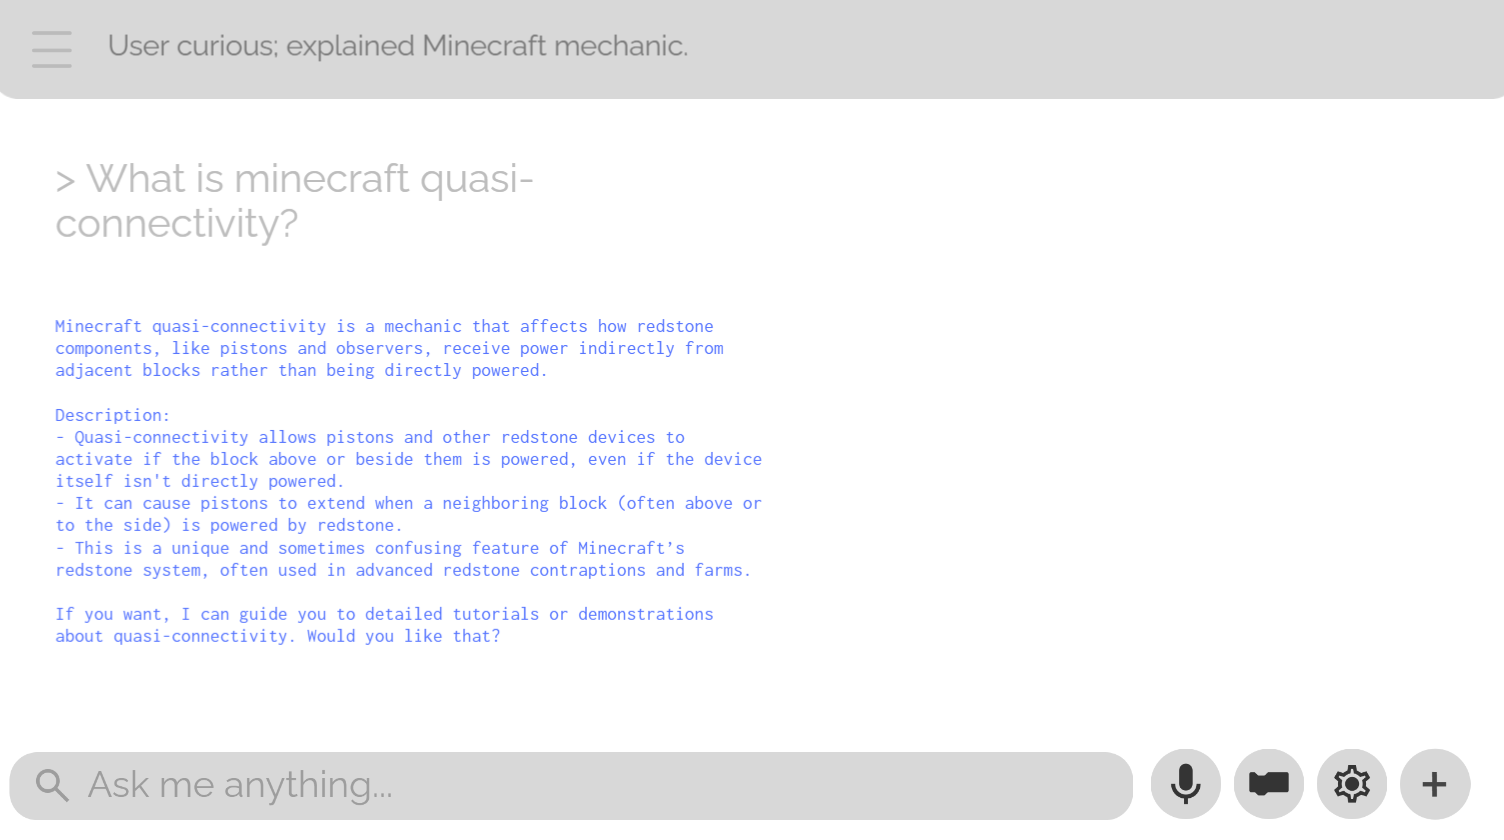 User curious; explained Minecraft mechanic.
> What is minecraft quasi-
connectivity?
Minecraft quasi-connectivity is a mechanic that affects how redstone
components, like pistons and observers, receive power indirectly from
adjacent blocks rather than being directly powered.
Description:
- Quasi-connectivity allows pistons and other redstone devices to
activate if the block above or beside them is powered, even if the device
itself isn't directly powered.
- It can cause pistons to extend when a neighboring block (often above or
to the side) is powered by redstone.
- This is a unique and sometimes confusing feature of Minecraft’s
redstone system, often used in advanced redstone contraptions and farms.
If you want, I can guide you to detailed tutorials or demonstrations
about quasi-connectivity. Would you like that?
Ask me anything...